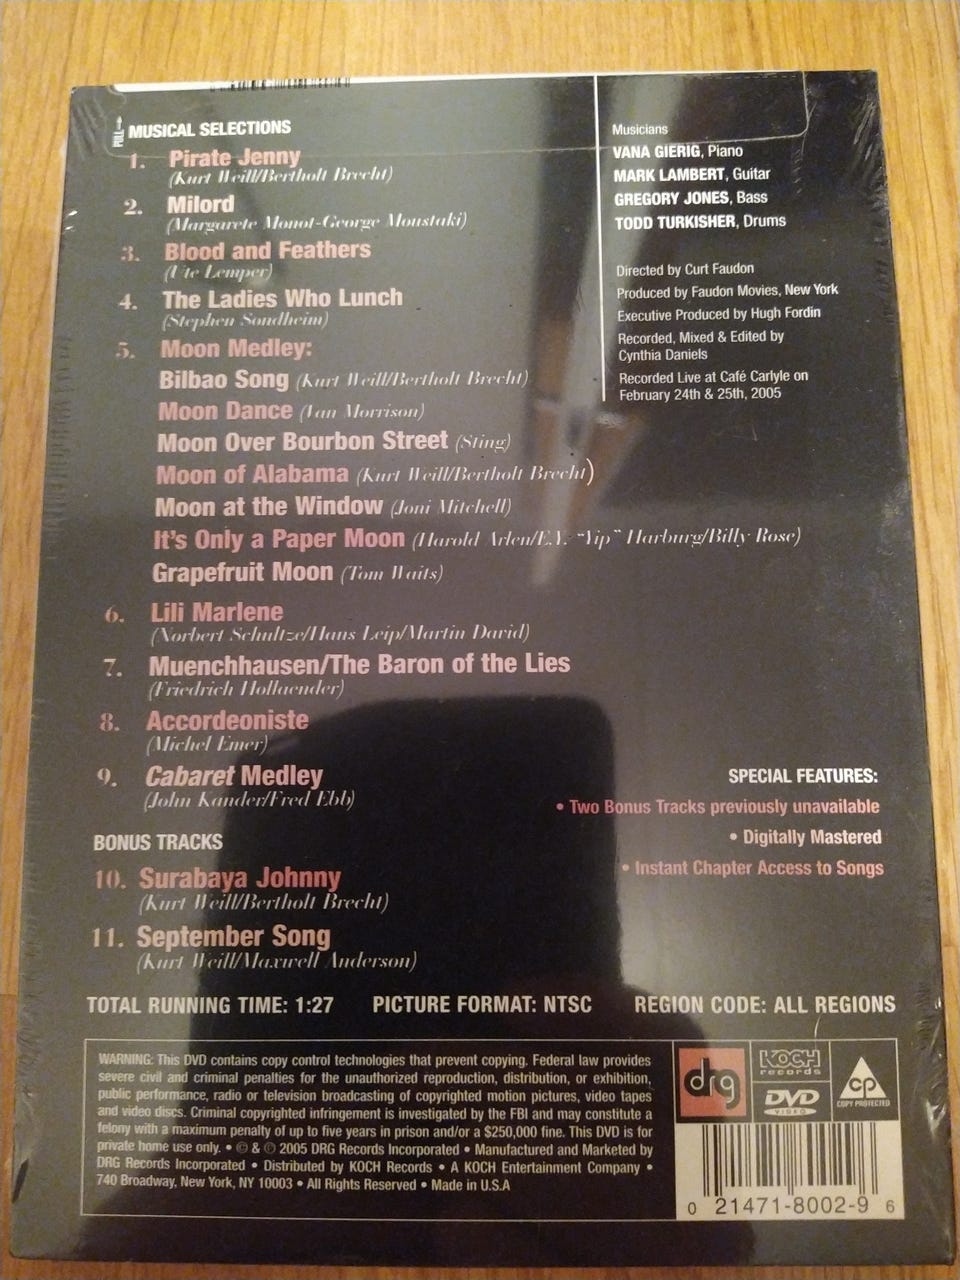 PULL
MUSICAL SELECTIONS
1. Pirate Jenny
(Kurt Weill/Bertholt Brecht)
2. Milord
(Margarete Monot-George Moustaki)
3. Blood and Feathers
(Ute Lemper)
4. The Ladies Who Lunch
(Stephen Sondheim)
5. Moon Medley:
Bilbao Song (Kurt Weill/Bertholt Brecht)
Moon Dance (Van Morrison)
Moon Over Bourbon Street (Sting)
Moon of Alabama (Kurt Weill/Bertholt Brecht)
Moon at the Window (Joni Mitchell)
It's Only a Paper Moon (Harold Arlen/E.Y. "Yip" Harburg/Billy Rose)
Grapefruit Moon (Tom Waits)
6. Lili Marlene
(Norbert Schultze/Hans Leip/Martin David)
7. Muenchhausen/The Baron of the Lies
(Friedrich Hollaender)
8. Accordeoniste
(Michel Emer)
9. Cabaret Medley
(John Kander/Fred Ebb)
BONUS TRACKS
10. Surabaya Johnny
(Kurt Weill/Bertholt Brecht)
11. September Song
(Kurt Weill/Maxwell Anderson)
Musicians
VANA GIERIG, Piano
MARK LAMBERT, Guitar
GREGORY JONES, Bass
TODD TURKISHER, Drums
Directed by Curt Faudon
Produced by Faudon Movies, New York
Executive Produced by Hugh Fordin
Recorded, Mixed & Edited by
Cynthia Daniels
Recorded Live at Café Carlyle on
February 24th & 25th, 2005
SPECIAL FEATURES:
• Two Bonus Tracks previously unavailable
• Digitally Mastered
• Instant Chapter Access to Songs
TOTAL RUNNING TIME: 1:27 PICTURE FORMAT: NTSC REGION CODE: ALL REGIONS
WARNING: This DVD contains copy control technologies that prevent copying. Federal law provides
severe civil and criminal penalties for the unauthorized reproduction, distribution, or exhibition,
public performance, radio or television broadcasting of copyrighted motion pictures, video tapes
and video discs. Criminal copyrighted infringement is investigated by the FBI and may constitute a
felony with a maximum penalty of up to five years in prison and/or a $250,000 fine. This DVD is for
private home use only. • © & ℗ 2005 DRG Records Incorporated • Manufactured and Marketed by
DRG Records Incorporated • Distributed by KOCH Records • A KOCH Entertainment Company •
740 Broadway, New York, NY 10003 • All Rights Reserved • Made in U.S.A
drg
KOCH
records
DVD
VIDEO
CP
COPY PROTECTED
0 21471-8002-9 6